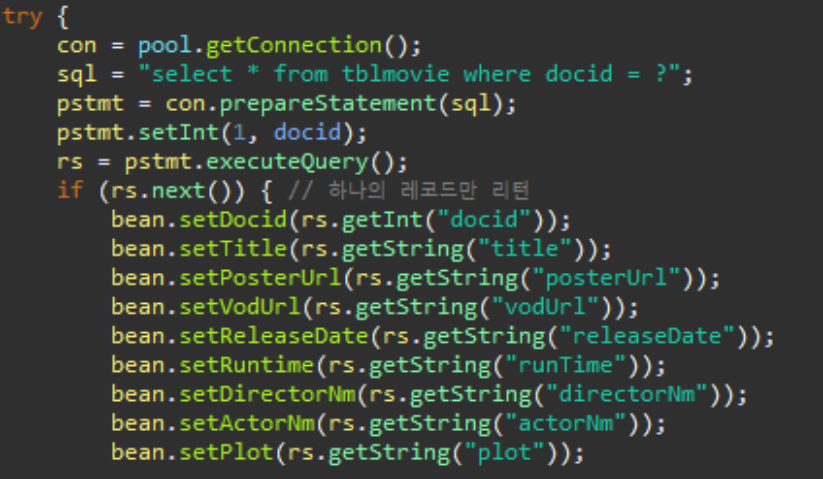 try {
con = pool.getConnection();
sql = "select * from tblmovie where docid = ?";
pstmt = con.prepareStatement(sql);
pstmt.setInt(1, docid);
rs = pstmt.executeQuery();
if (rs.next()) { // 하나의 레코드만 리턴
bean.setDocid(rs.getInt("docid"));
bean.setTitle(rs.getString("title"));
bean.setPosterUrl(rs.getString("posterUrl"));
bean.setVodUrl(rs.getString("vodUrl"));
bean.setReleaseDate(rs.getString("releaseDate"));
bean.setRuntime(rs.getString("runTime"));
bean.setDirectorNm(rs.getString("directorNm"));
bean.setActorNm(rs.getString("actorNm"));
bean.setPlot(rs.getString("plot"));